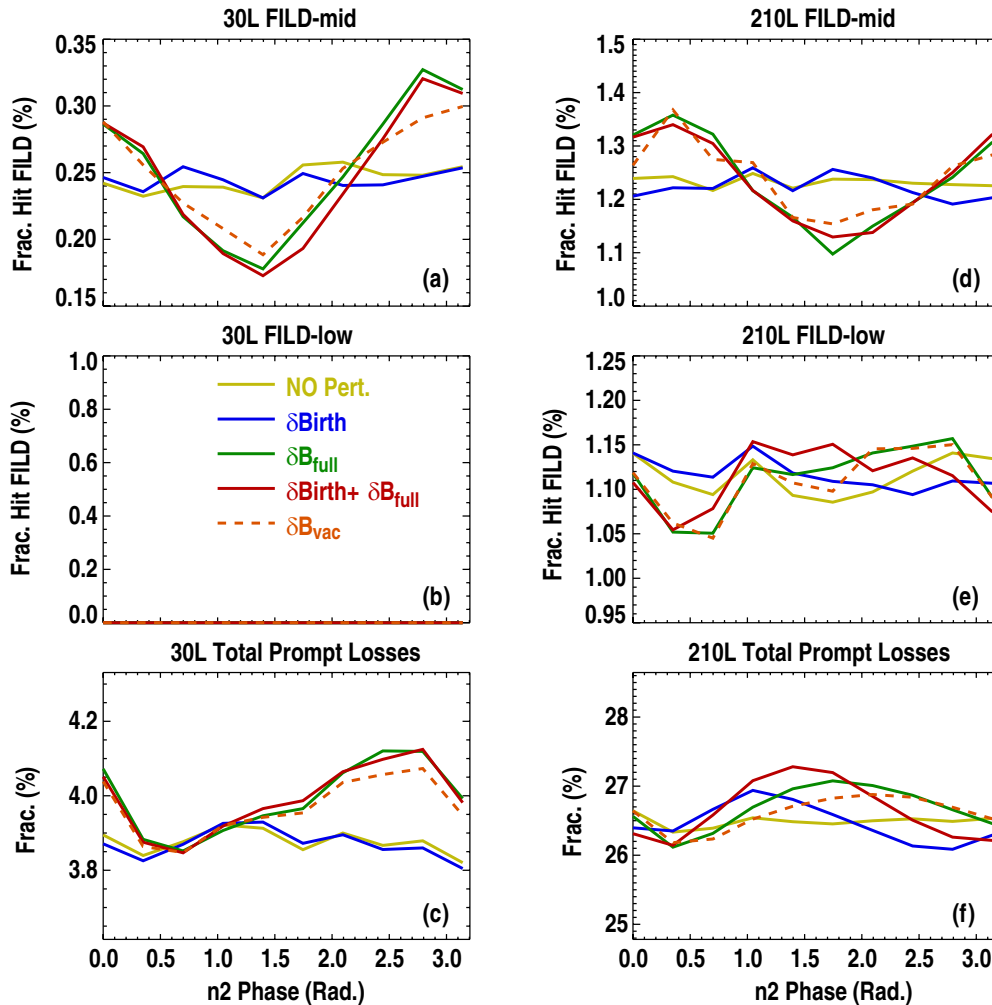 30L FILD-mid
Frac. Hit FILD (%)
0.35
0.30
0.25
0.20
0.15
(a)
210L FILD-mid
Frac. Hit FILD (%)
1.5
1.4
1.3
1.2
1.1
1.0
(d)
30L FILD-low
Frac. Hit FILD (%)
1.0
0.8
0.6
0.4
0.2
0.0
NO Pert.
δBirth
δBfull
δBirth+ δBfull
δBvac
(b)
210L FILD-low
Frac. Hit FILD (%)
1.25
1.20
1.15
1.10
1.05
1.00
0.95
(e)
30L Total Prompt Losses
Frac. (%)
4.2
4.0
3.8
(c)
0.0 0.5 1.0 1.5 2.0 2.5 3.0
n2 Phase (Rad.)
210L Total Prompt Losses
Frac. (%)
28
27
26
25
(f)
0.0 0.5 1.0 1.5 2.0 2.5 3.0
n2 Phase (Rad.)